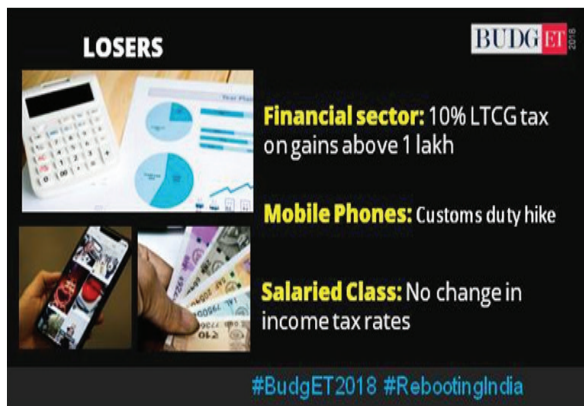 LOSERS
BUDGET
2018
Financial sector: 10% LTCG tax
on gains above 1 lakh
Mobile Phones: Customs duty hike
Salaried Class: No change in
income tax rates
#BudgET2018 #RebootingIndia